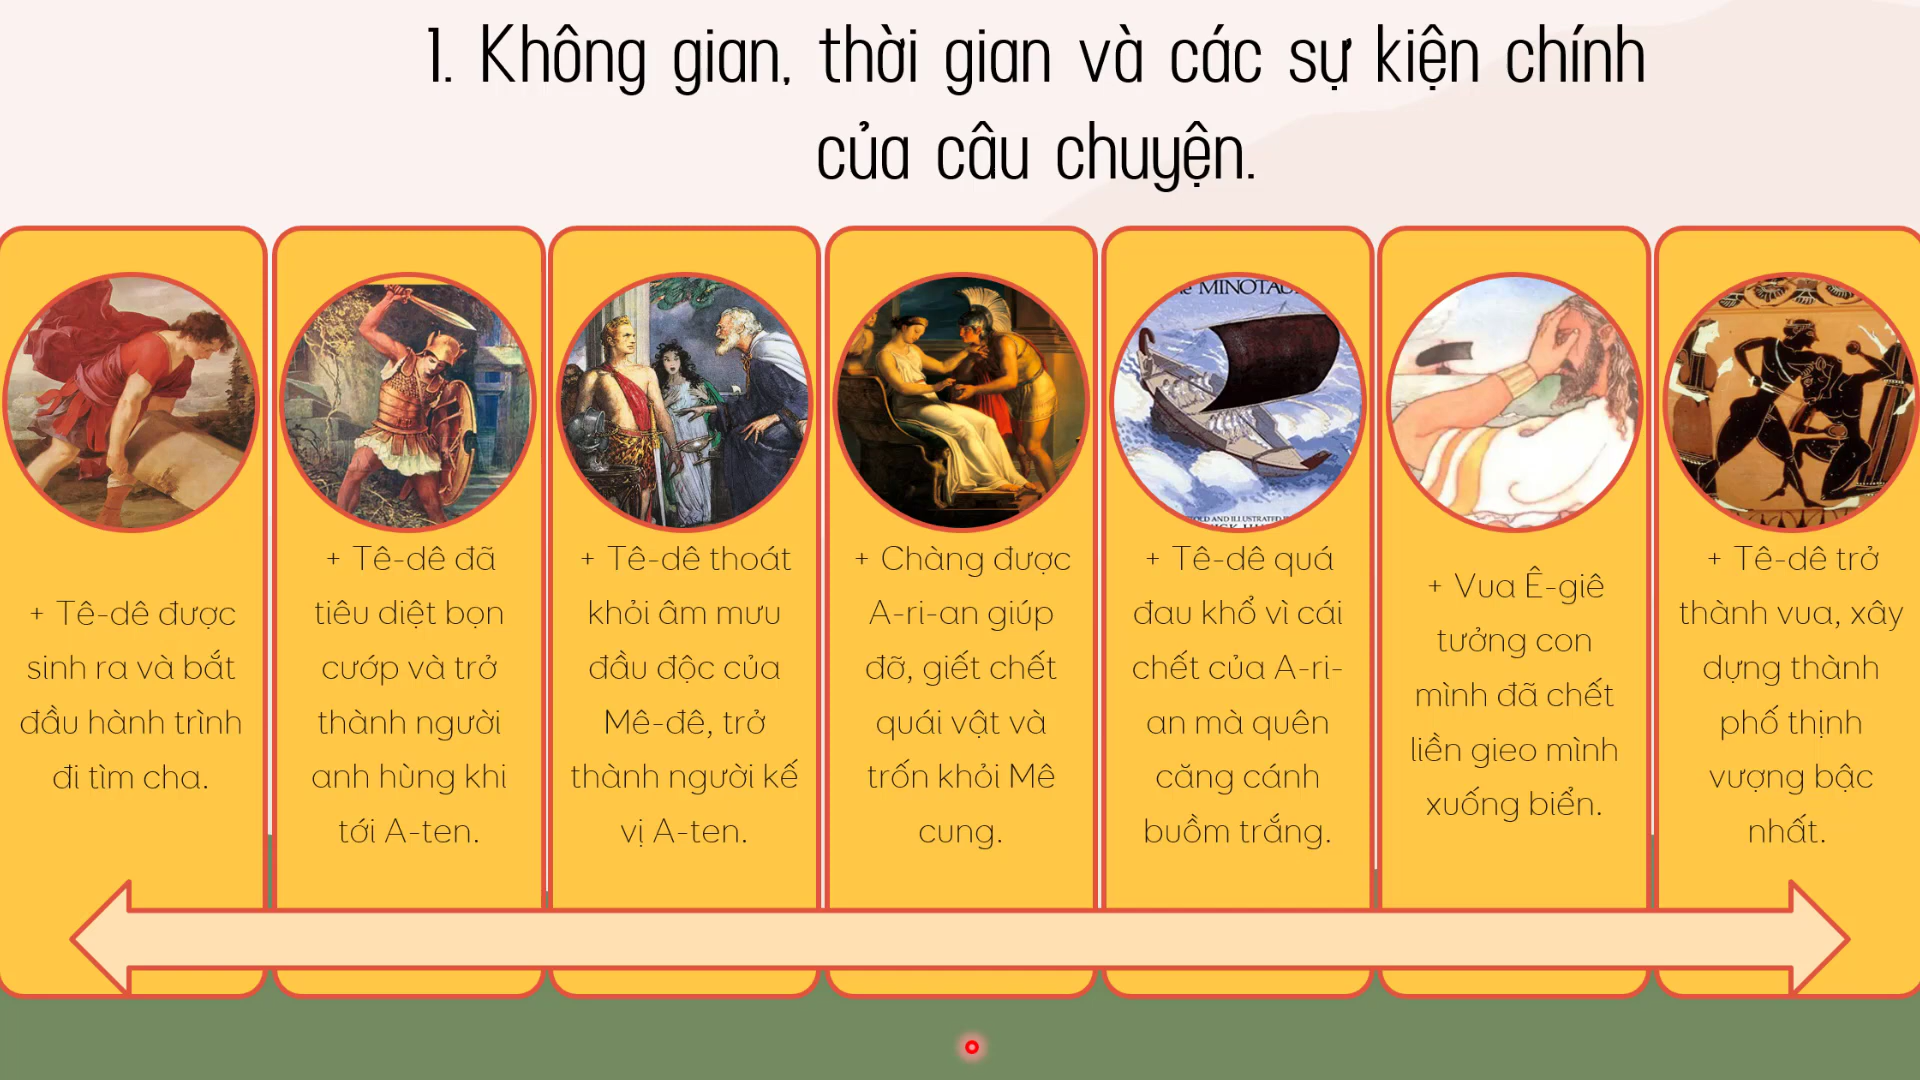 1. Không gian, thời gian và các sự kiện chính
của câu chuyện.
+ Tê-dê được
sinh ra và bắt
đầu hành trình
đi tìm cha.
+ Tê-dê đã
tiêu diệt bọn
cướp và trở
thành người
anh hùng khi
tới A-ten.
+ Tê-dê thoát
khỏi âm mưu
đầu độc của
Mê-đê, trở
thành người kế
vị A-ten.
+ Chàng được
A-ri-an giúp
đỡ, giết chết
quái vật và
trốn khỏi Mê
cung.
MINOTAU
OLD AND ILLUSTRATED
+ Tê-dê quá
đau khổ vì cái
chết của A-ri-
an mà quên
căng cánh
buồm trắng.
+ Vua Ê-giê
tưởng con
mình đã chết
liền gieo mình
xuống biển.
+ Tê-dê trở
thành vua, xây
dựng thành
phố thịnh
vượng bậc
nhất.